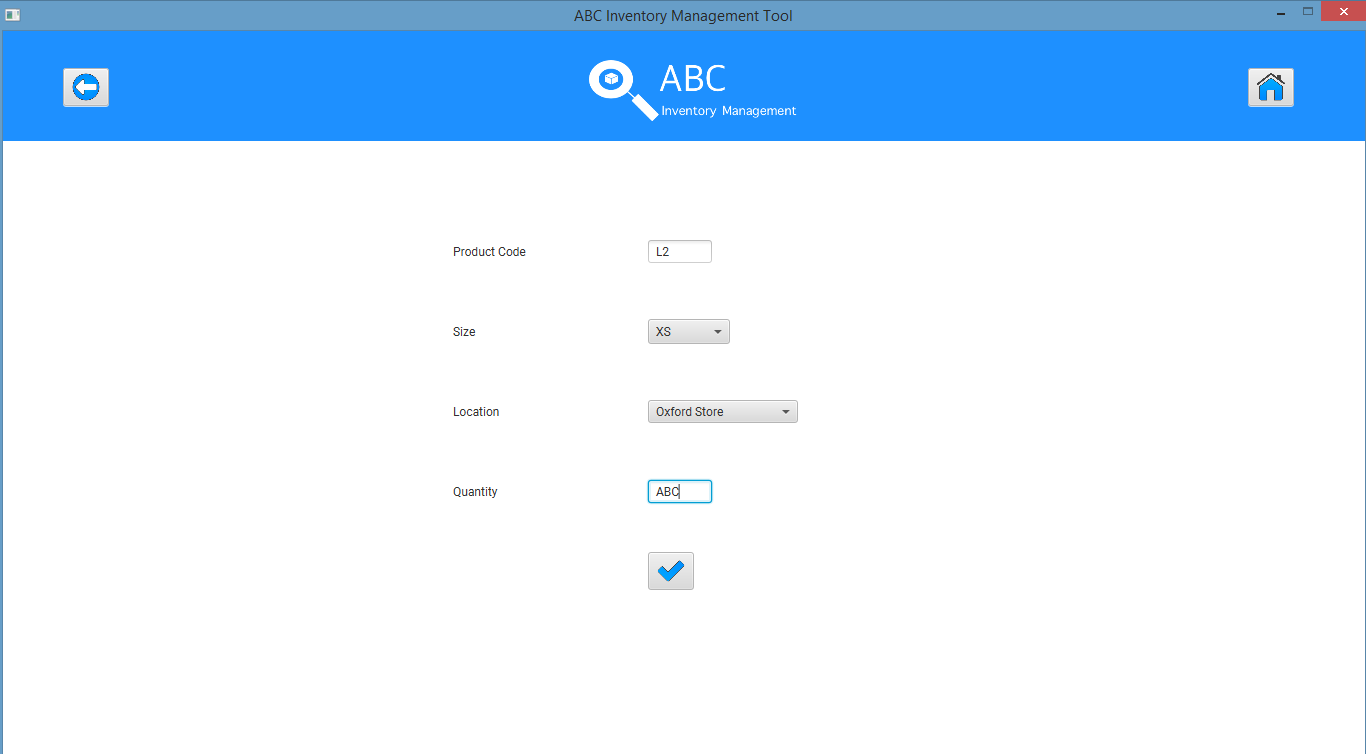 ABC Inventory Management Tool
ABC
Inventory Management
Product Code
L2
Size
XS
Location
Oxford Store
Quantity
ABC